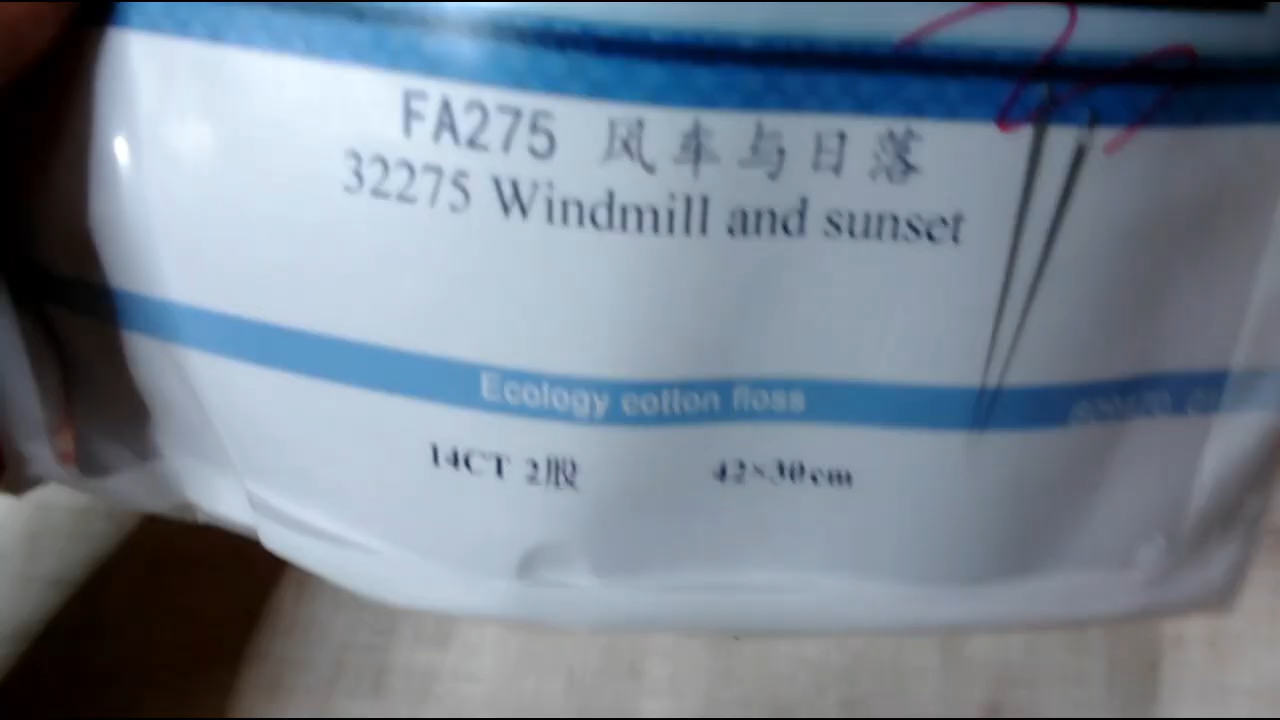 FA275 风车与日落
32275 Windmill and sunset
Ecology cotton floss
14CT 2股 42×30cm